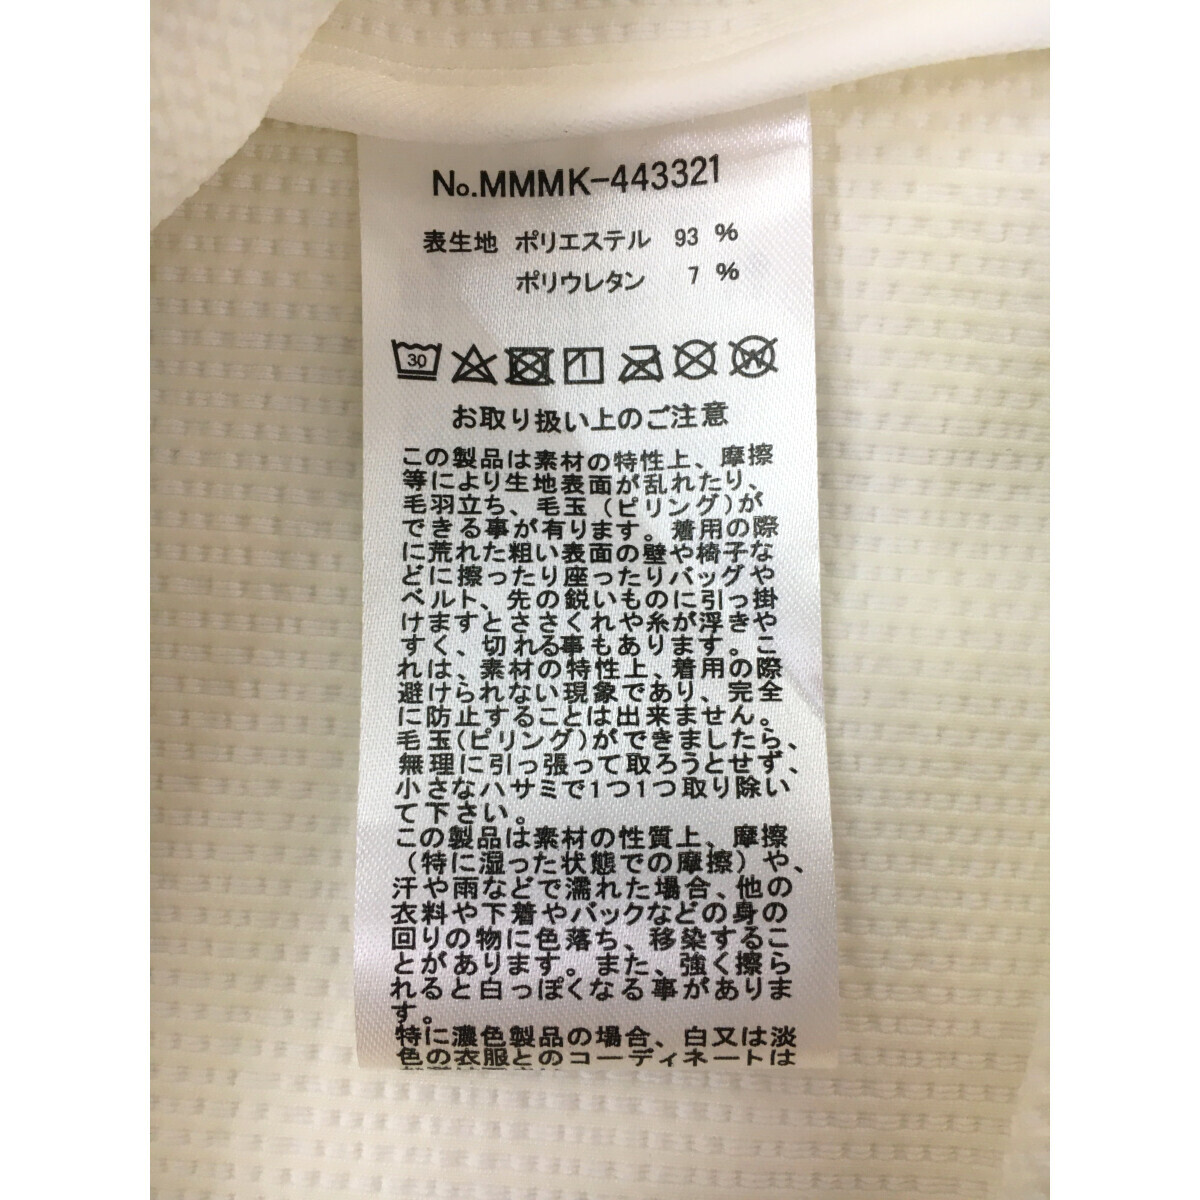 No.MMMK-443321
表生地 ポリエステル 93 %
ポリウレタン 7 %
30
W
お取り扱い上のご注意
この製品は素材の特性上、摩擦
等により生地表面が乱れたり、
毛羽立ち、毛玉(ピリング)が
できる事が有ります。着用の際
に荒れた粗い表面の壁や椅子な
どに擦ったり座ったりバッグや
ベルト、先の鋭いものに引っ掛
けますとささくれや糸が浮きや
すく、切れる事もあります。こ
れは、素材の特性上、着用の際
避けられない現象であり、完全
に防止することは出来ません。
毛玉(ピリング)ができましたら、
無理に引っ張って取ろうとせず、
小さなハサミで1つ1つ取り除い
て下さい。
この製品は素材の性質上、摩擦
(特に湿った状態での摩擦)や、
汗や雨などで濡れた場合、他の
衣料や下着やバックなどの身の
回りの物に色落ち、移染するこ
とがあります。また、強く擦ら
れると白っぽくなる事がありま
す。
特に濃色製品の場合、白又は淡
色の衣服とのコーディネートは